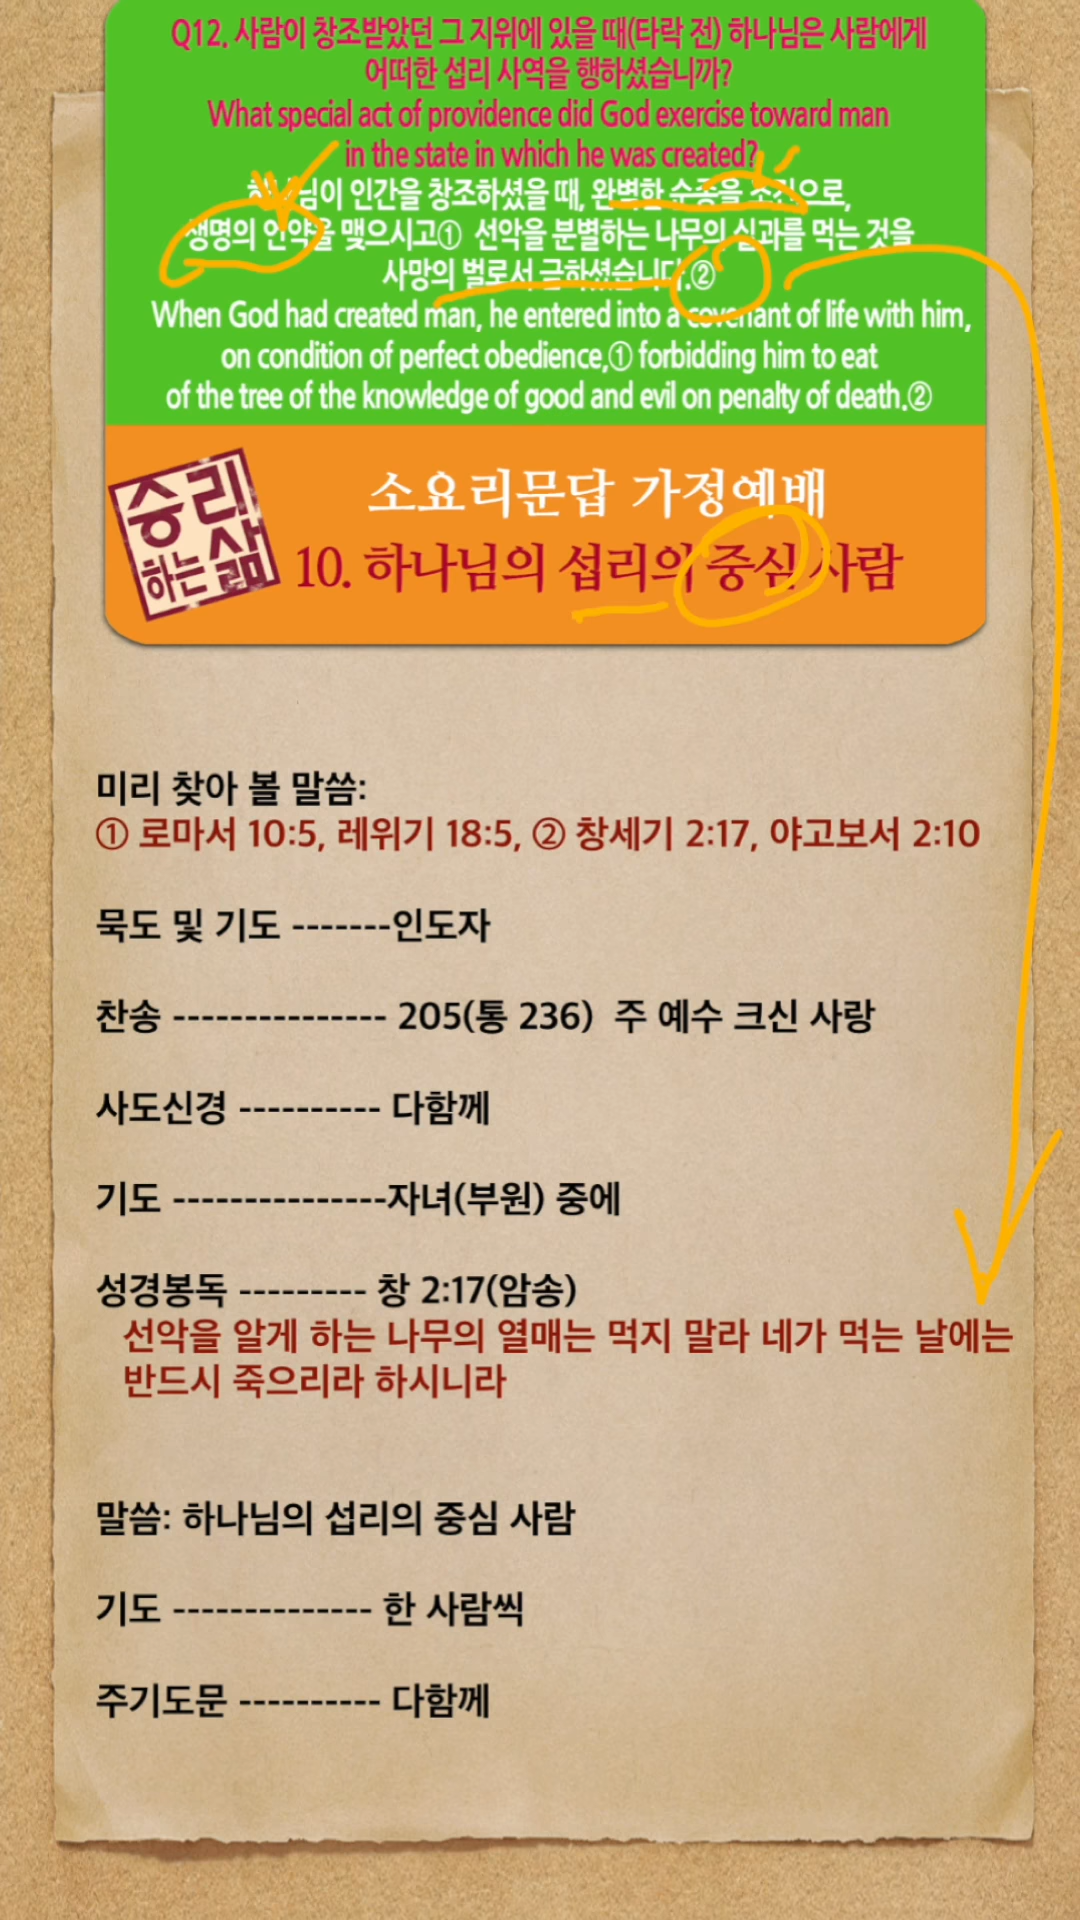 Q12. 사람이 창조받았던 그 지위에 있을 때(타락 전) 하나님은 사람에게
어떠한 섭리 사역을 행하셨습니까?
What special act of providence did God exercise toward man
in the state in which he was created?
하나님이 인간을 창조하셨을 때, 완벽한 순종을 조건으로,
생명의 언약을 맺으시고① 선악을 분별하는 나무의 실과를 먹는 것을
사망의 벌로서 금하셨습니다.②
When God had created man, he entered into a covenant of life with him,
on condition of perfect obedience,① forbidding him to eat
of the tree of the knowledge of good and evil on penalty of death.②
승리
하는 삶
소요리문답 가정예배
10. 하나님의 섭리의 중심 사람
미리 찾아 볼 말씀:
① 로마서 10:5, 레위기 18:5, ② 창세기 2:17, 야고보서 2:10
묵도 및 기도 -------인도자
찬송 --------------- 205(통 236)  주 예수 크신 사랑
사도신경 ---------- 다함께
기도 ---------------자녀(부원) 중에
성경봉독 --------- 창 2:17(암송)
선악을 알게 하는 나무의 열매는 먹지 말라 네가 먹는 날에는
반드시 죽으리라 하시니라
말씀: 하나님의 섭리의 중심 사람
기도 -------------- 한 사람씩
주기도문 ---------- 다함께